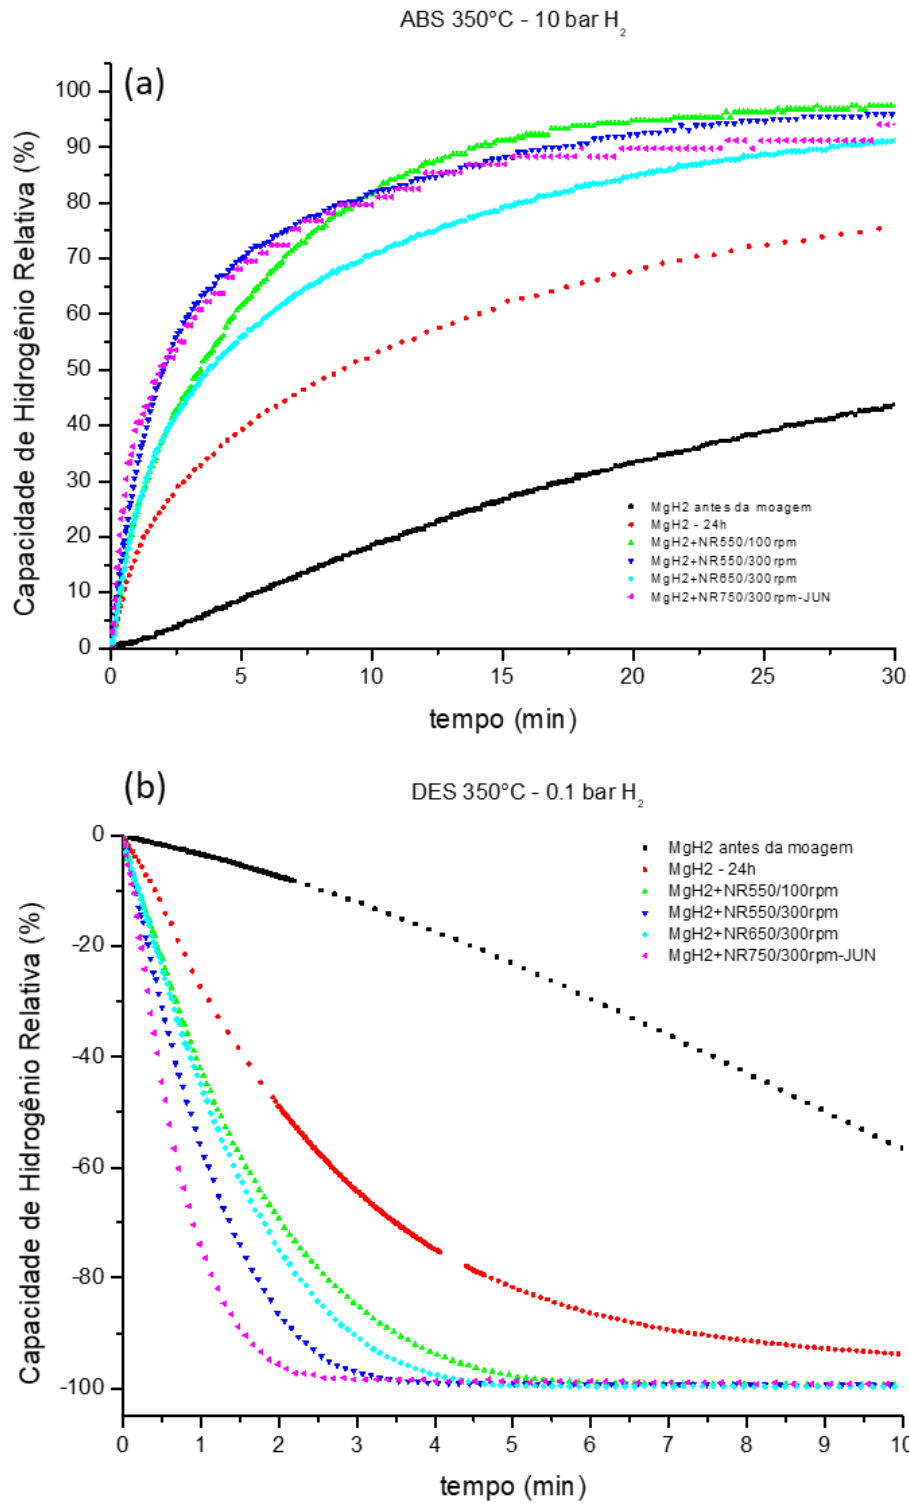 ABS 350°C - 10 bar H2
(a)
Capacidade de Hidrogênio Relativa (%)
100
90
80
70
60
50
40
30
20
10
0
MgH2 antes da moagem
MgH2 - 24h
MgH2+NR550/100rpm
MgH2+NR550/300rpm
MgH2+NR650/300rpm
MgH2+NR750/300rpm-JUN
0 5 10 15 20 25 30
tempo (min)
(b)
DES 350°C - 0.1 bar H2
Capacidade de Hidrogênio Relativa (%)
0
-20
-40
-60
-80
-100
MgH2 antes da moagem
MgH2 - 24h
MgH2+NR550/100rpm
MgH2+NR550/300rpm
MgH2+NR650/300rpm
MgH2+NR750/300rpm-JUN
0 1 2 3 4 5 6 7 8 9 10
tempo (min)